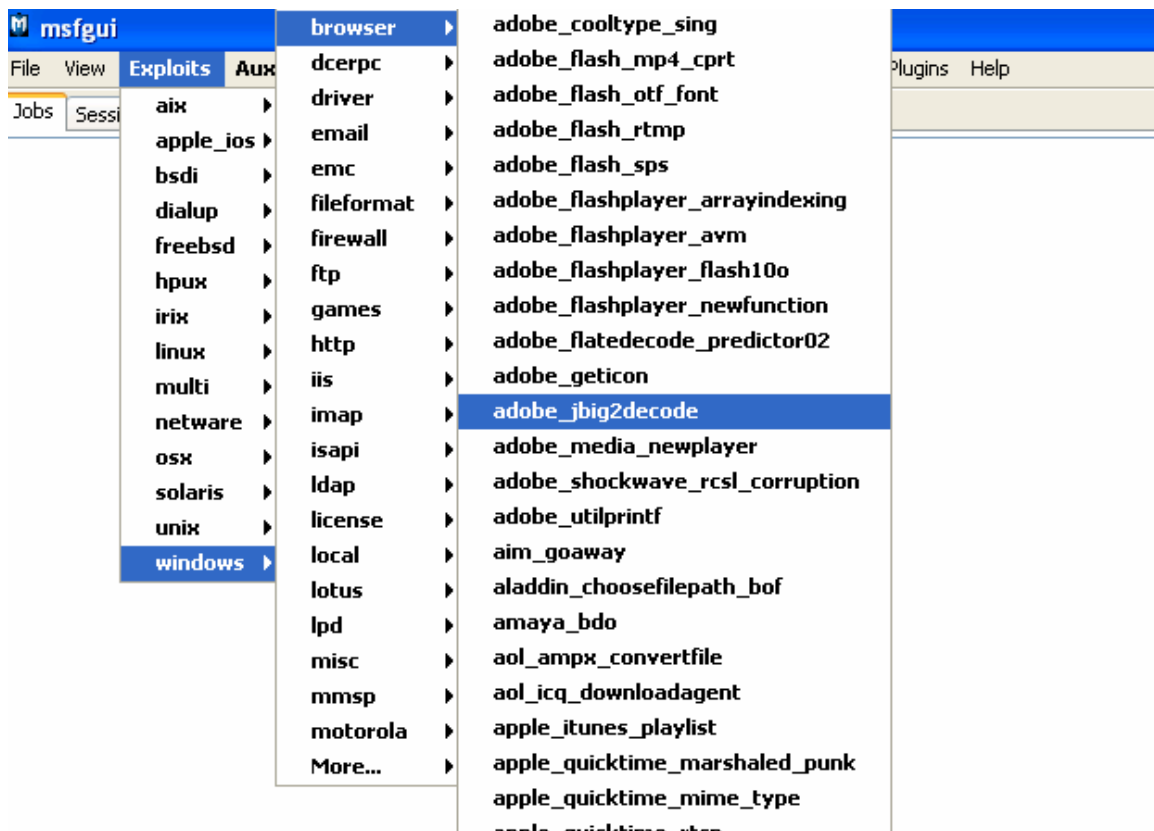 msfgui
File View Exploits Aux Plugins Help
Jobs Sessi
aix
apple_ios
bsdi
dialup
freebsd
hpux
irix
linux
multi
netware
osx
solaris
unix
windows
browser
dcerpc
driver
email
emc
fileformat
firewall
ftp
games
http
iis
imap
isapi
ldap
license
local
lotus
lpd
misc
mmsp
motorola
More...
adobe_cooltype_sing
adobe_flash_mp4_cprt
adobe_flash_otf_font
adobe_flash_rtmp
adobe_flash_sps
adobe_flashplayer_arrayindexing
adobe_flashplayer_avm
adobe_flashplayer_flash10o
adobe_flashplayer_newfunction
adobe_flatedecode_predictor02
adobe_geticon
adobe_jbig2decode
adobe_media_newplayer
adobe_shockwave_rcsl_corruption
adobe_utilprintf
aim_goaway
aladdin_choosefilepath_bof
amaya_bdo
aol_ampx_convertfile
aol_icq_downloadagent
apple_itunes_playlist
apple_quicktime_marshaled_punk
apple_quicktime_mime_type